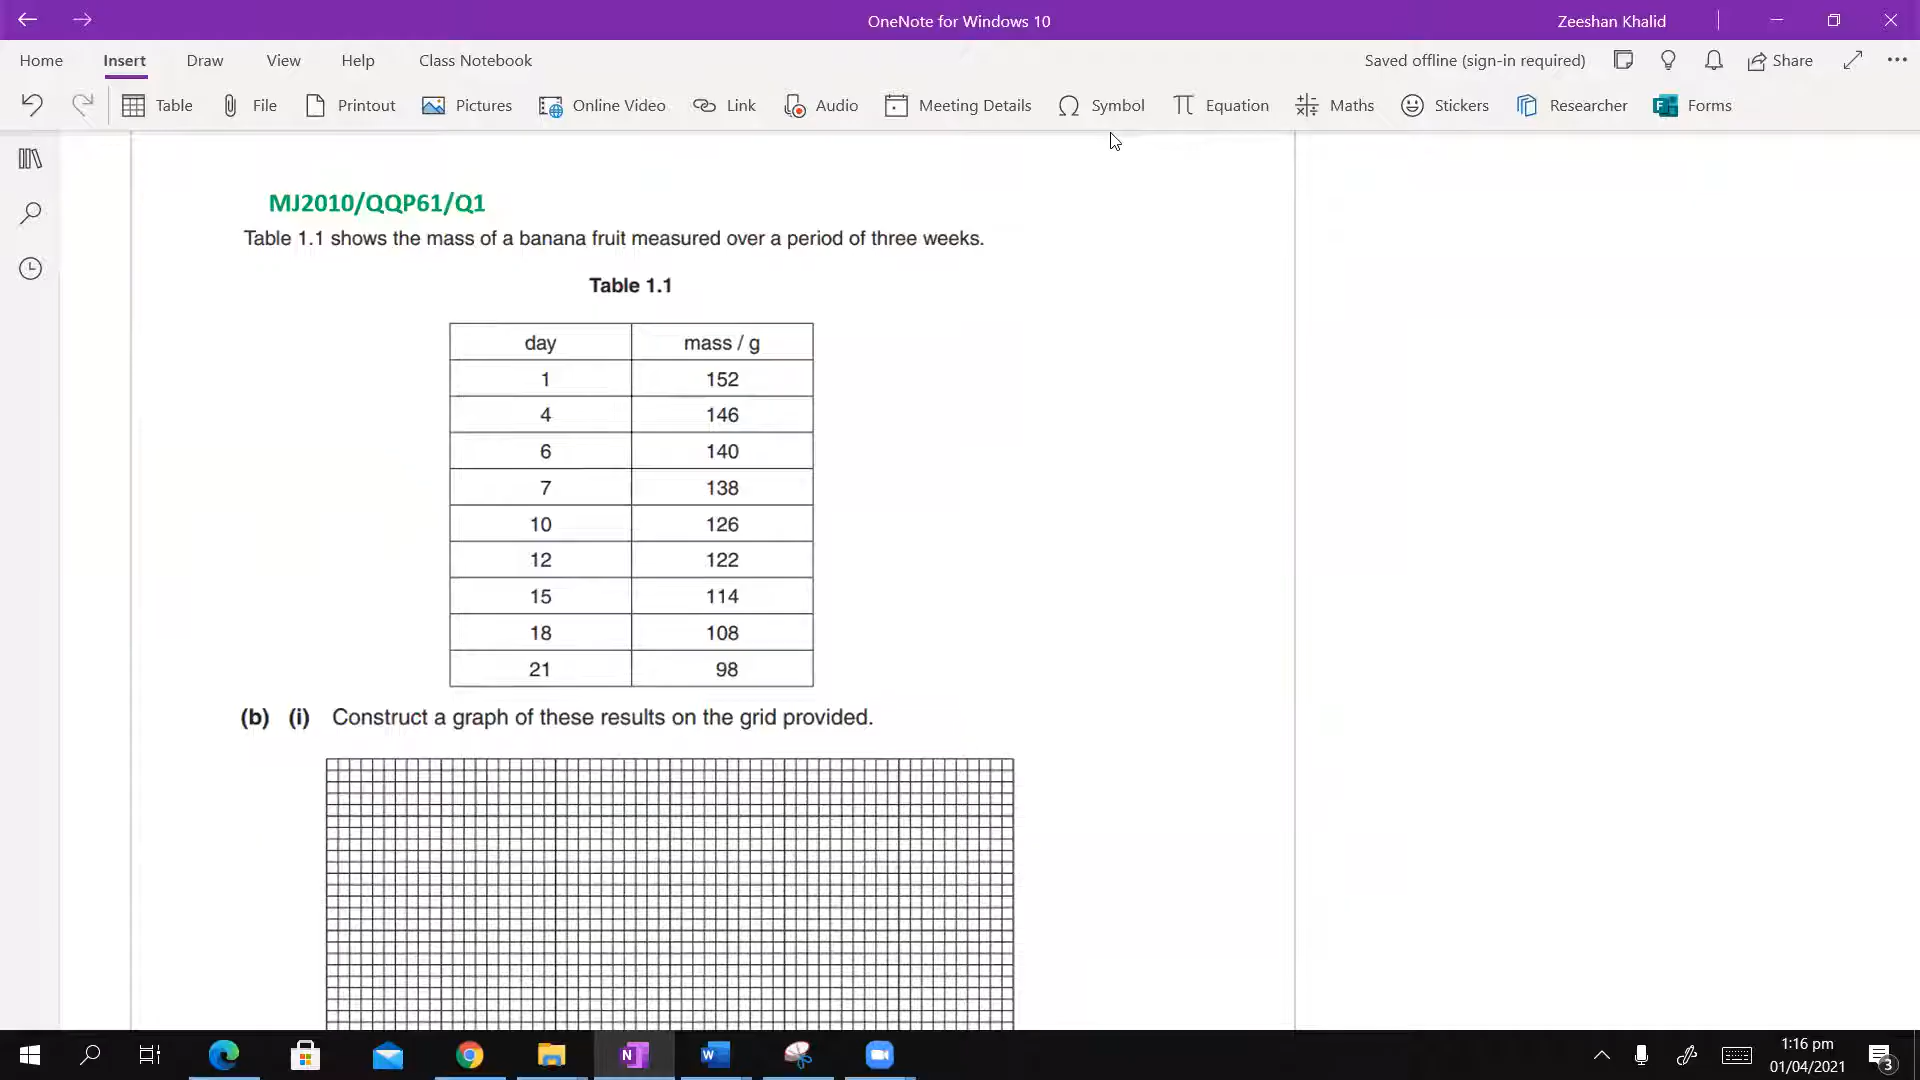 OneNote for Windows 10
Zeeshan Khalid
Home Insert Draw View Help Class Notebook
Saved offline (sign-in required) Share
Table File Printout Pictures Online Video Link Audio Meeting Details Symbol Equation Maths Stickers Researcher Forms
MJ2010/QQP61/Q1
Table 1.1 shows the mass of a banana fruit measured over a period of three weeks.
Table 1.1
day mass / g
1 152
4 146
6 140
7 138
10 126
12 122
15 114
18 108
21 98
(b) (i) Construct a graph of these results on the grid provided.
1:16 pm
01/04/2021
3